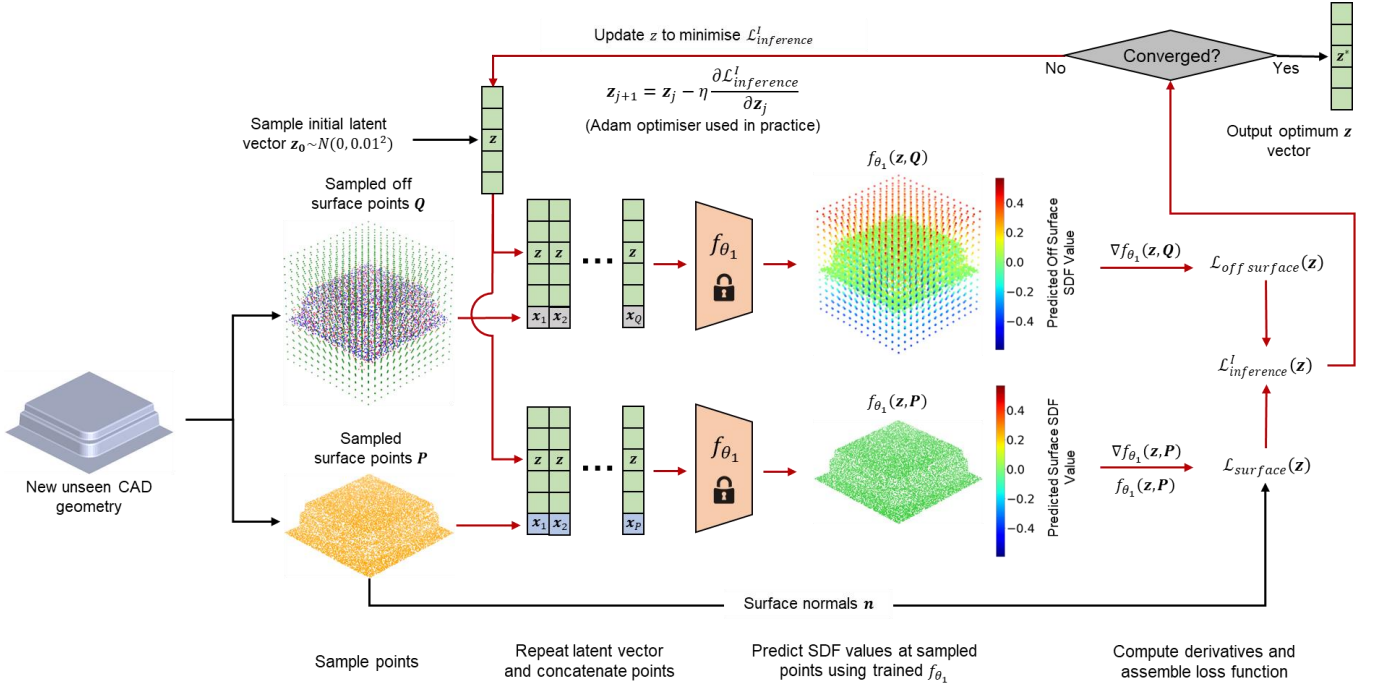 Update z to minimise ℒ^I_inference
Converged?
No
Yes
z*
Output optimum z
vector
z_{j+1} = z_j − η ∂ℒ^I_inference / ∂z_j
(Adam optimiser used in practice)
Sample initial latent
vector z_0~N(0, 0.01²)
z
Sampled off
surface points Q
z
z
...
z
x_1
x_2
x_Q
f_θ₁
f_θ₁(z, Q)
0.4
0.2
0.0
−0.2
−0.4
Predicted Off Surface
SDF Value
∇f_θ₁(z, Q)
ℒ_off surface(z)
ℒ^I_inference(z)
New unseen CAD
geometry
Sampled
surface points P
z
z
...
z
x_1
x_2
x_P
f_θ₁
f_θ₁(z, P)
0.4
0.2
0.0
−0.2
−0.4
Predicted Surface SDF
Value
∇f_θ₁(z, P)
f_θ₁(z, P)
ℒ_surface(z)
Surface normals n
Sample points
Repeat latent vector
and concatenate points
Predict SDF values at sampled
points using trained f_θ₁
Compute derivatives and
assemble loss function